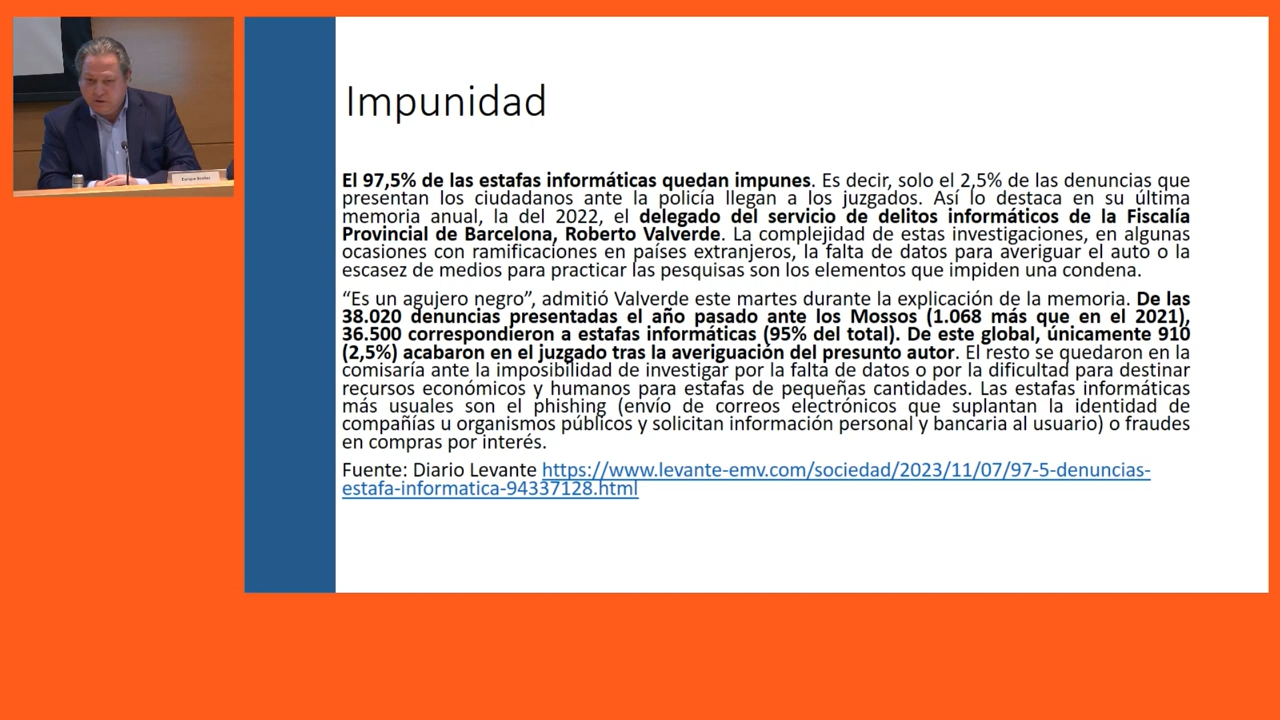 Impunidad
El 97,5% de las estafas informáticas quedan impunes. Es decir, solo el 2,5% de las denuncias que
presentan los ciudadanos ante la policía llegan a los juzgados. Así lo destaca en su última
memoria anual, la del 2022, el delegado del servicio de delitos informáticos de la Fiscalía
Provincial de Barcelona, Roberto Valverde. La complejidad de estas investigaciones, en algunas
ocasiones con ramificaciones en países extranjeros, la falta de datos para averiguar el auto o la
escasez de medios para practicar las pesquisas son los elementos que impiden una condena.
“Es un agujero negro”, admitió Valverde este martes durante la explicación de la memoria. De las
38.020 denuncias presentadas el año pasado ante los Mossos (1.068 más que en el 2021),
36.500 correspondieron a estafas informáticas (95% del total). De este global, únicamente 910
(2,5%) acabaron en el juzgado tras la averiguación del presunto autor. El resto se quedaron en la
comisaría ante la imposibilidad de investigar por la falta de datos o por la dificultad para destinar
recursos económicos y humanos para estafas de pequeñas cantidades. Las estafas informáticas
más usuales son el phishing (envío de correos electrónicos que suplantan la identidad de
compañías u organismos públicos y solicitan información personal y bancaria al usuario) o fraudes
en compras por interés.
Fuente: Diario Levante https://www.levante-emv.com/sociedad/2023/11/07/97-5-denuncias-
estafa-informatica-94337128.html